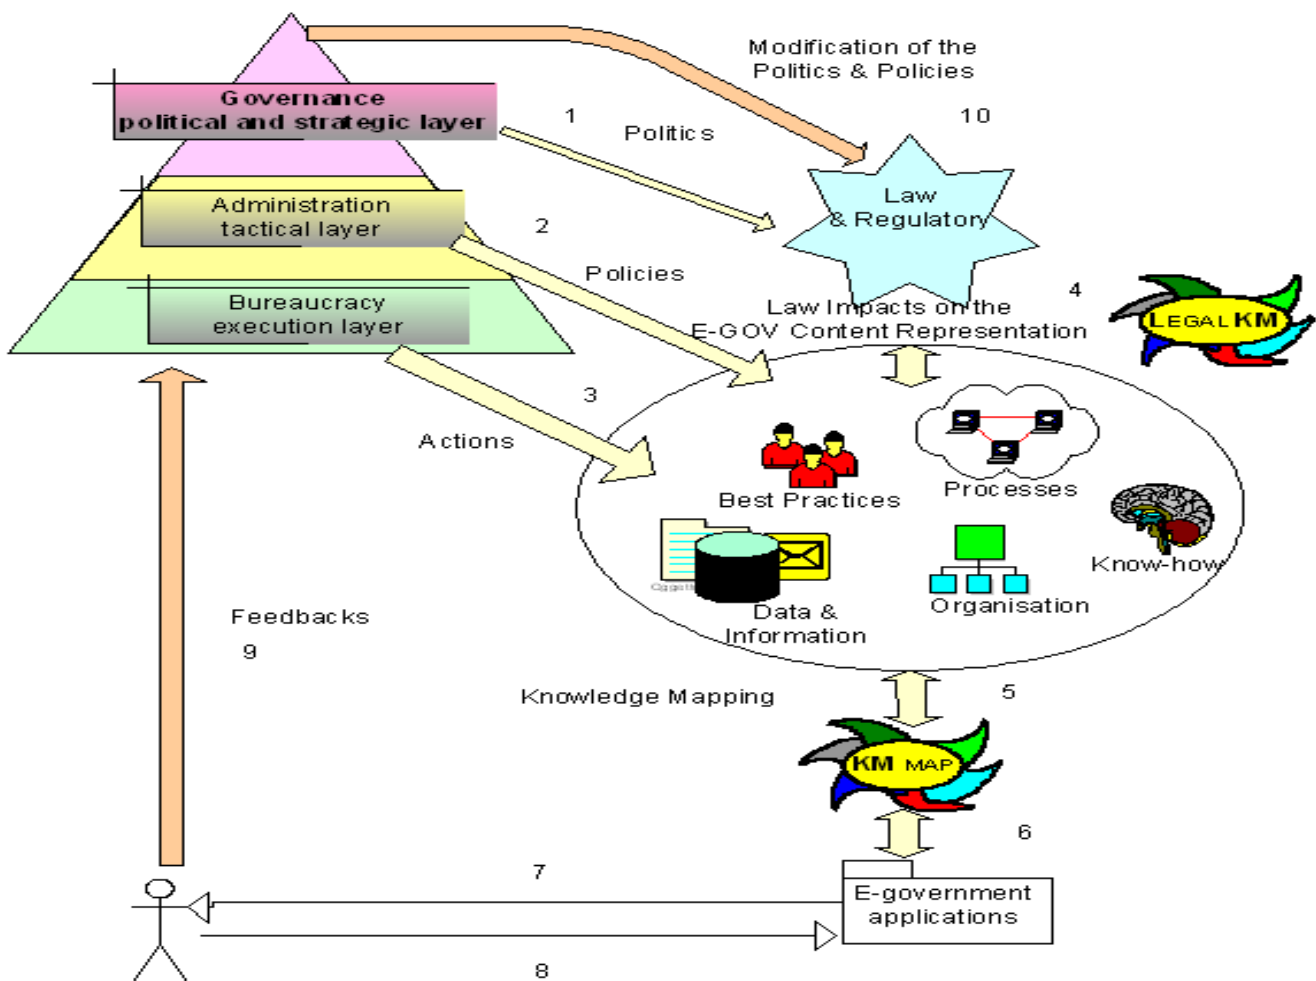 Modification of the
Politics & Policies
10
Governance
political and strategic layer
1
Politics
Law
& Regulatory
Administration
tactical layer
2
Policies
Bureaucracy
execution layer
4
Law Impacts on the
E-GOV Content Representation
LEGAL KM
3
Actions
Best Practices
Processes
Know-how
Data &
Information
Organisation
Feedbacks
9
Knowledge Mapping
5
KM MAP
6
7
E-government
applications
8